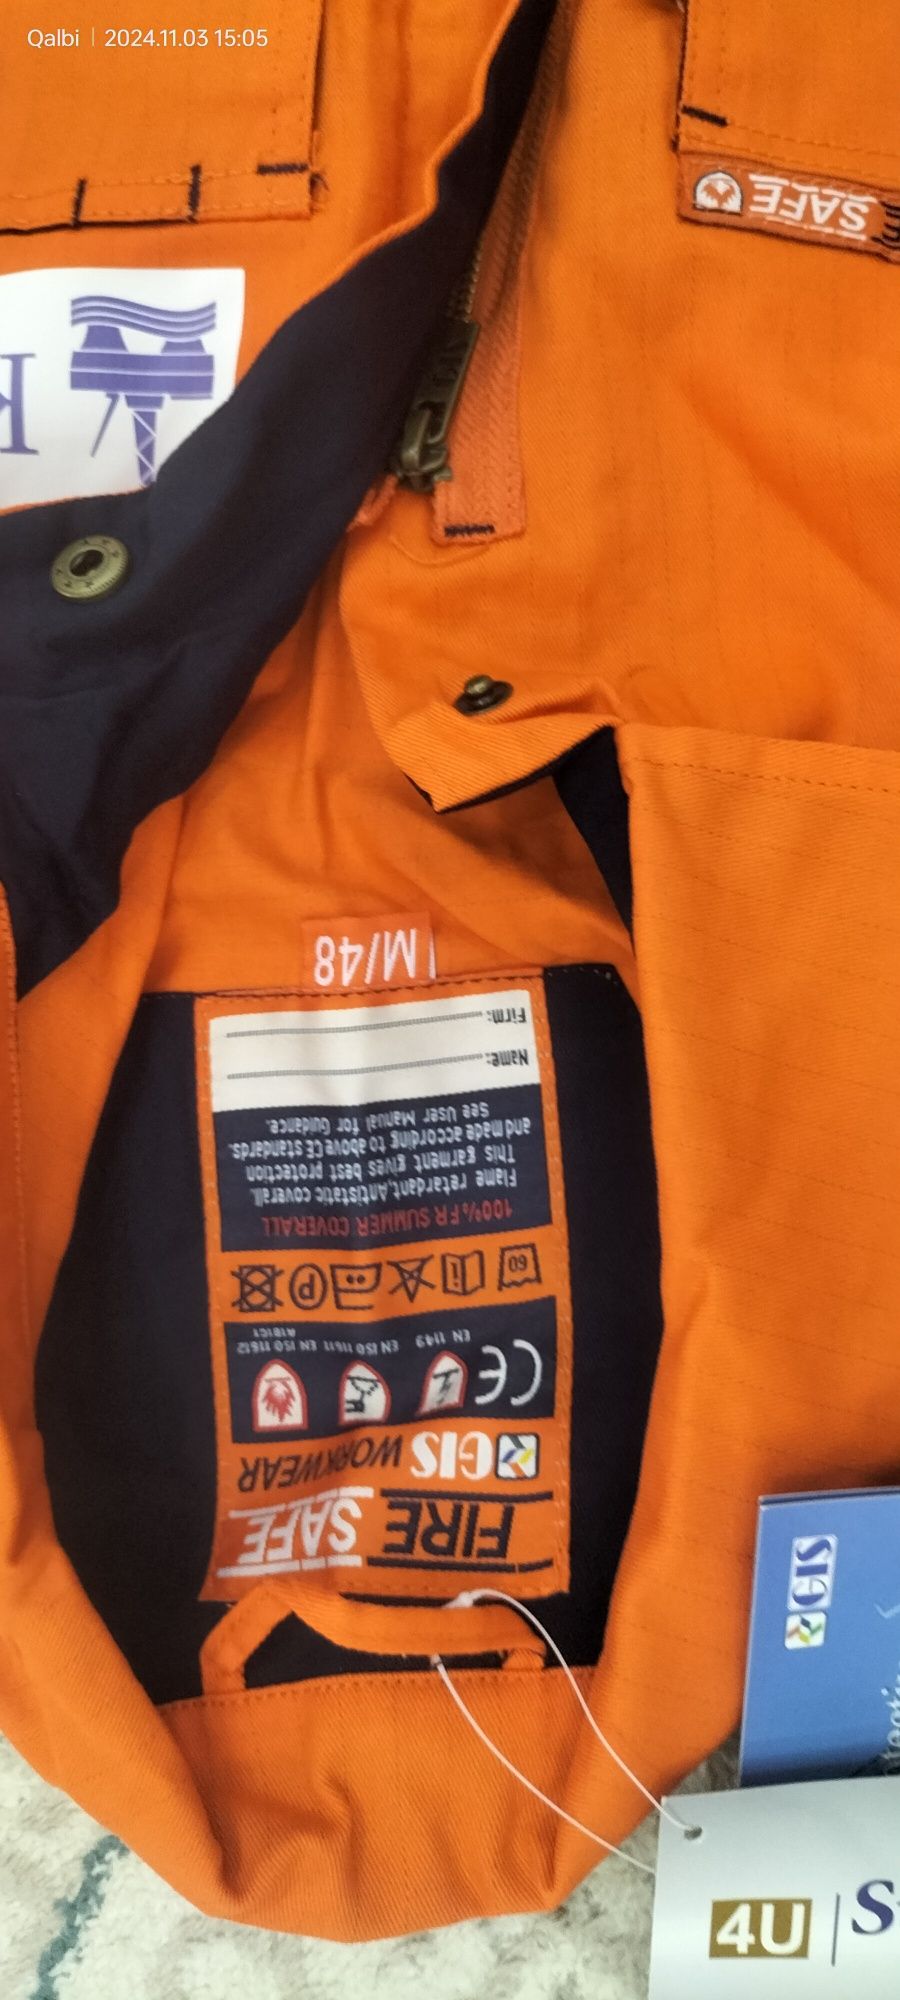 Qalbi | 2024.11.03 15:05
SAFE
K
M/48
FIRE SAFE
GIS WORKWEAR
CE
EN 1149 EN ISO 11611 EN ISO 11612
A1B1C1
60 P
100% FR SUMMER COVERALL
Flame retardant,Antistatic coverall.
This garment gives best protection
and made according to above CE standards.
See User Manual for Guidance.
Name:
Firm:
GIS
4U | S